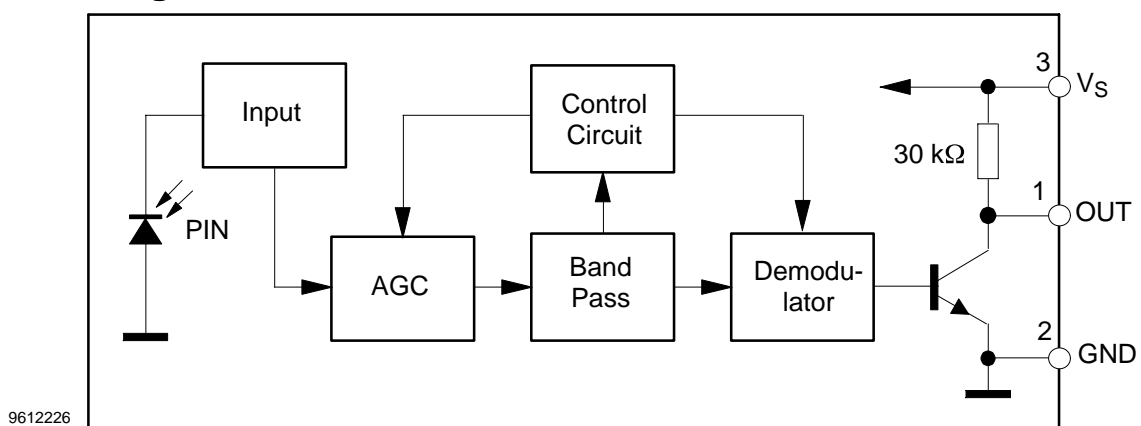 Input
Control
Circuit
3
VS
30 kΩ
1
OUT
PIN
AGC
Band
Pass
Demodu-
lator
2
GND
9612226